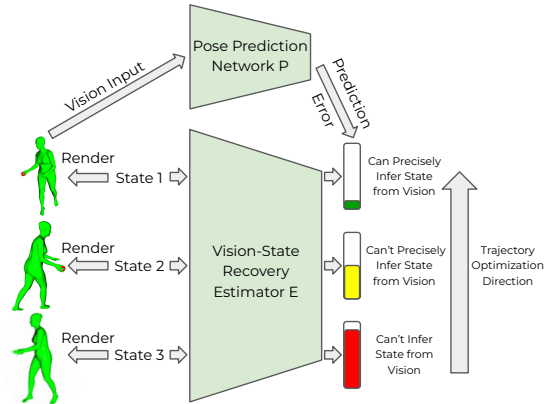 Pose Prediction
Network P
Vision Input
Prediction
Error
Render
State 1
Can Precisely
Infer State
from Vision
Render
State 2
Vision-State
Recovery
Estimator E
Can't Precisely
Infer State
from Vision
Trajectory
Optimization
Direction
Render
State 3
Can't Infer
State from
Vision